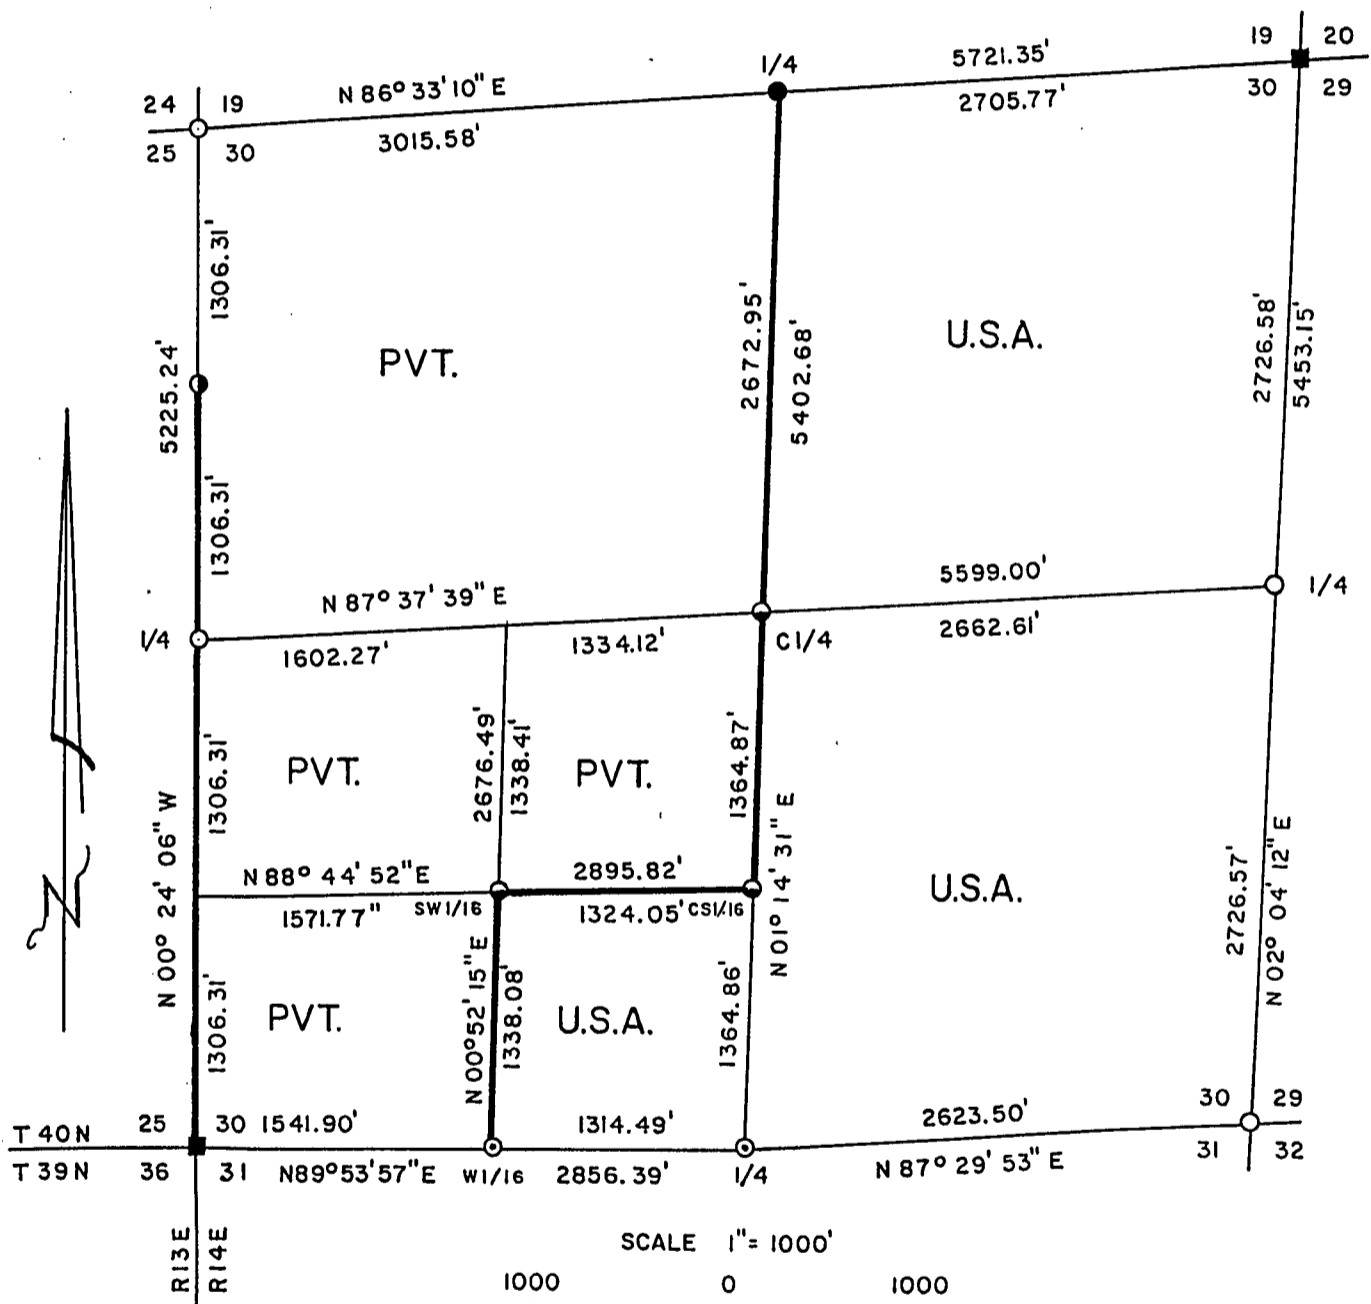 19 20
1/4 5721.35'
30 29
N 86° 33' 10" E 2705.77'
24 19
3015.58'
25 30
1306.31'
5225.24'
PVT.
2672.95'
5402.68'
U.S.A.
2726.58'
5453.15'
1306.31'
N 87° 37' 39" E
5599.00'
1/4
1/4
1602.27'
1334.12'
C1/4
2662.61'
N 00° 24' 06" W
1306.31'
PVT.
2676.49'
1338.41'
PVT.
1364.87'
N 01° 14' 31" E
N 88° 44' 52" E
2895.82'
1571.77"
SW1/16
1324.05'
CS1/16
U.S.A.
2726.57'
N 02° 04' 12" E
N
1306.31'
PVT.
N 00° 52' 15" E
1338.08'
U.S.A.
1364.86'
T 40N 25 30 1541.90' 1314.49' 2623.50' 30 29
T 39N 36 31 N89°53'57"E W1/16 2856.39' 1/4 N 87° 29' 53" E 31 32
R13E
R14E
SCALE 1"= 1000'
1000 0 1000